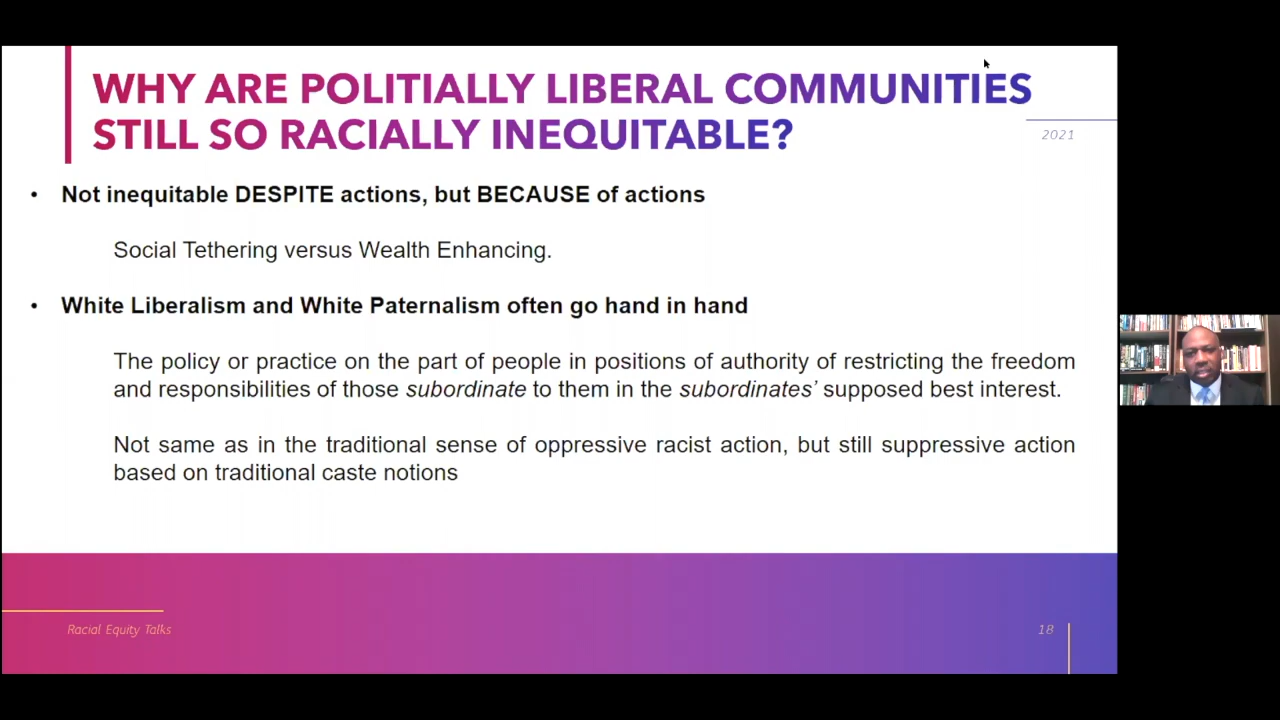 WHY ARE POLITIALLY LIBERAL COMMUNITIES
STILL SO RACIALLY INEQUITABLE?
2021
• Not inequitable DESPITE actions, but BECAUSE of actions
Social Tethering versus Wealth Enhancing.
• White Liberalism and White Paternalism often go hand in hand
The policy or practice on the part of people in positions of authority of restricting the freedom
and responsibilities of those subordinate to them in the subordinates’ supposed best interest.
Not same as in the traditional sense of oppressive racist action, but still suppressive action
based on traditional caste notions
Racial Equity Talks
18